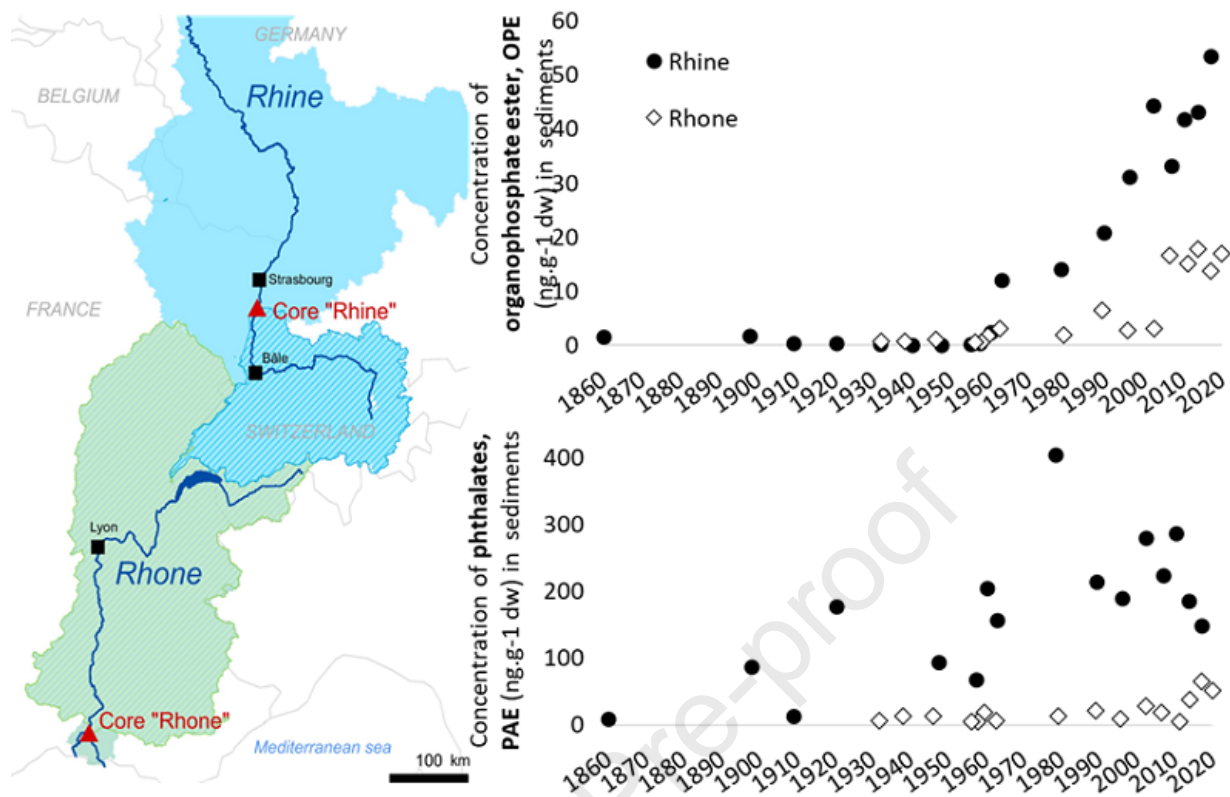 GERMANY
BELGIUM
Rhine
Strasbourg
FRANCE
Core "Rhine"
Bâle
SWITZERLAND
Lyon
Rhone
Core "Rhone"
Mediterranean sea
100 km
Concentration of
organophosphate ester, OPE
(ng.g-1 dw) in sediments
60
50
40
30
20
10
0
Rhine
Rhone
1860 1870 1880 1890 1900 1910 1920 1930 1940 1950 1960 1970 1980 1990 2000 2010 2020
Concentration of phthalates,
PAE (ng.g-1 dw) in sediments
400
300
200
100
0
1860 1870 1880 1890 1900 1910 1920 1930 1940 1950 1960 1970 1980 1990 2000 2010 2020
re-proof